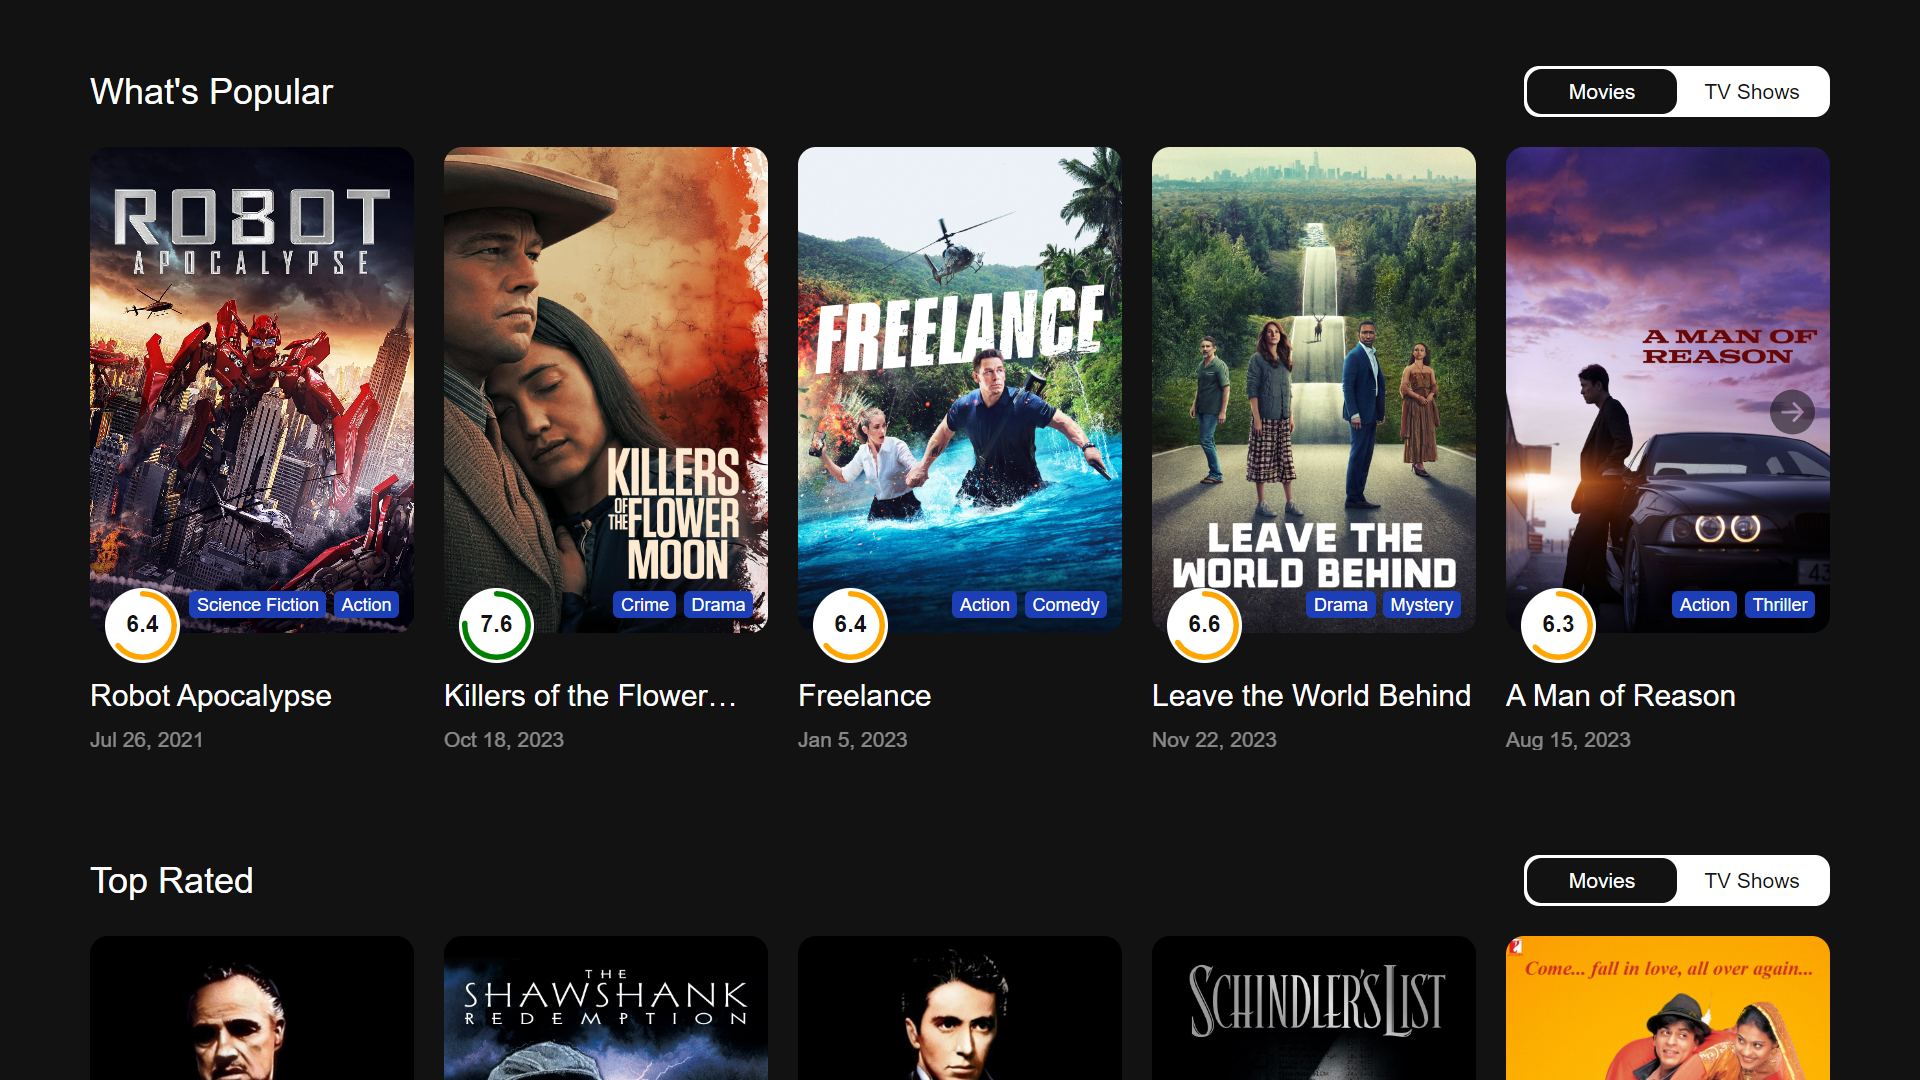 What's Popular
Movies
TV Shows
ROBOT
APOCALYPSE
6.4
Science Fiction
Action
Robot Apocalypse
Jul 26, 2021
KILLERS
OF THE FLOWER
MOON
7.6
Crime
Drama
Killers of the Flower…
Oct 18, 2023
FREELANCE
6.4
Action
Comedy
Freelance
Jan 5, 2023
LEAVE THE
WORLD BEHIND
6.6
Drama
Mystery
Leave the World Behind
Nov 22, 2023
A MAN OF
REASON
43
6.3
Action
Thriller
A Man of Reason
Aug 15, 2023
Top Rated
Movies
TV Shows
THE
SHAWSHANK
REDEMPTION
SCHINDLER'S LIST
Come... fall in love, all over again...